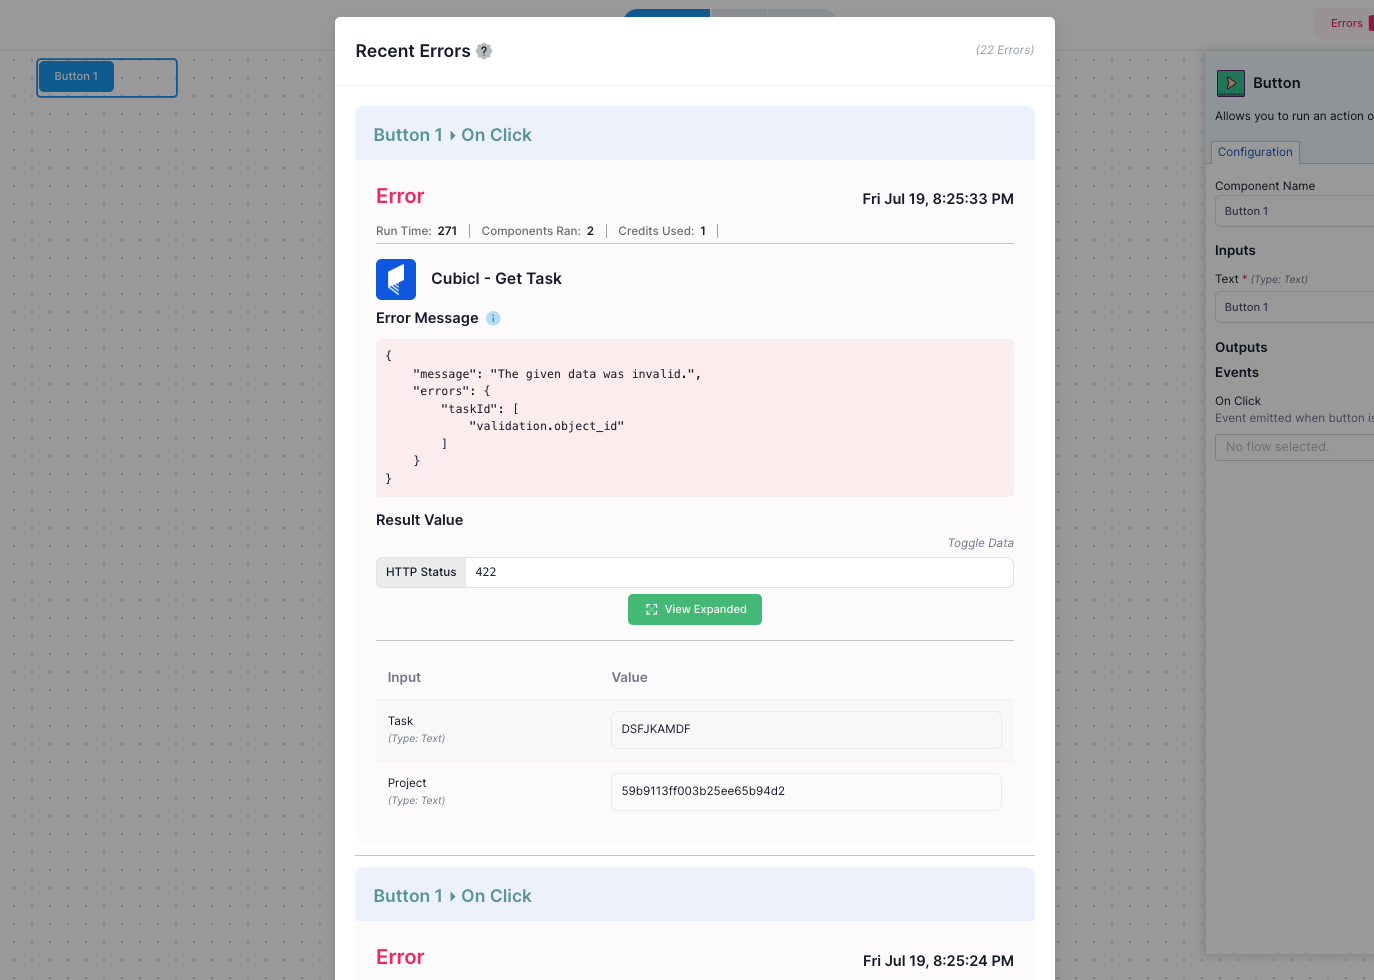 Errors
Button 1
Recent Errors ?
(22 Errors)
Button 1 ▸ On Click
Error
Fri Jul 19, 8:25:33 PM
Run Time: 271 | Components Ran: 2 | Credits Used: 1 |
Cubicl - Get Task
Error Message i
{
    "message": "The given data was invalid.",
    "errors": {
        "taskId": [
            "validation.object_id"
        ]
    }
}
Result Value
Toggle Data
HTTP Status 422
View Expanded
Input Value
Task
(Type: Text)
DSFJKAMDF
Project
(Type: Text)
59b9113ff003b25ee65b94d2
Button 1 ▸ On Click
Error
Fri Jul 19, 8:25:24 PM
Button
Allows you to run an action o
Configuration
Component Name
Button 1
Inputs
Text * (Type: Text)
Button 1
Outputs
Events
On Click
Event emitted when button is
No flow selected.